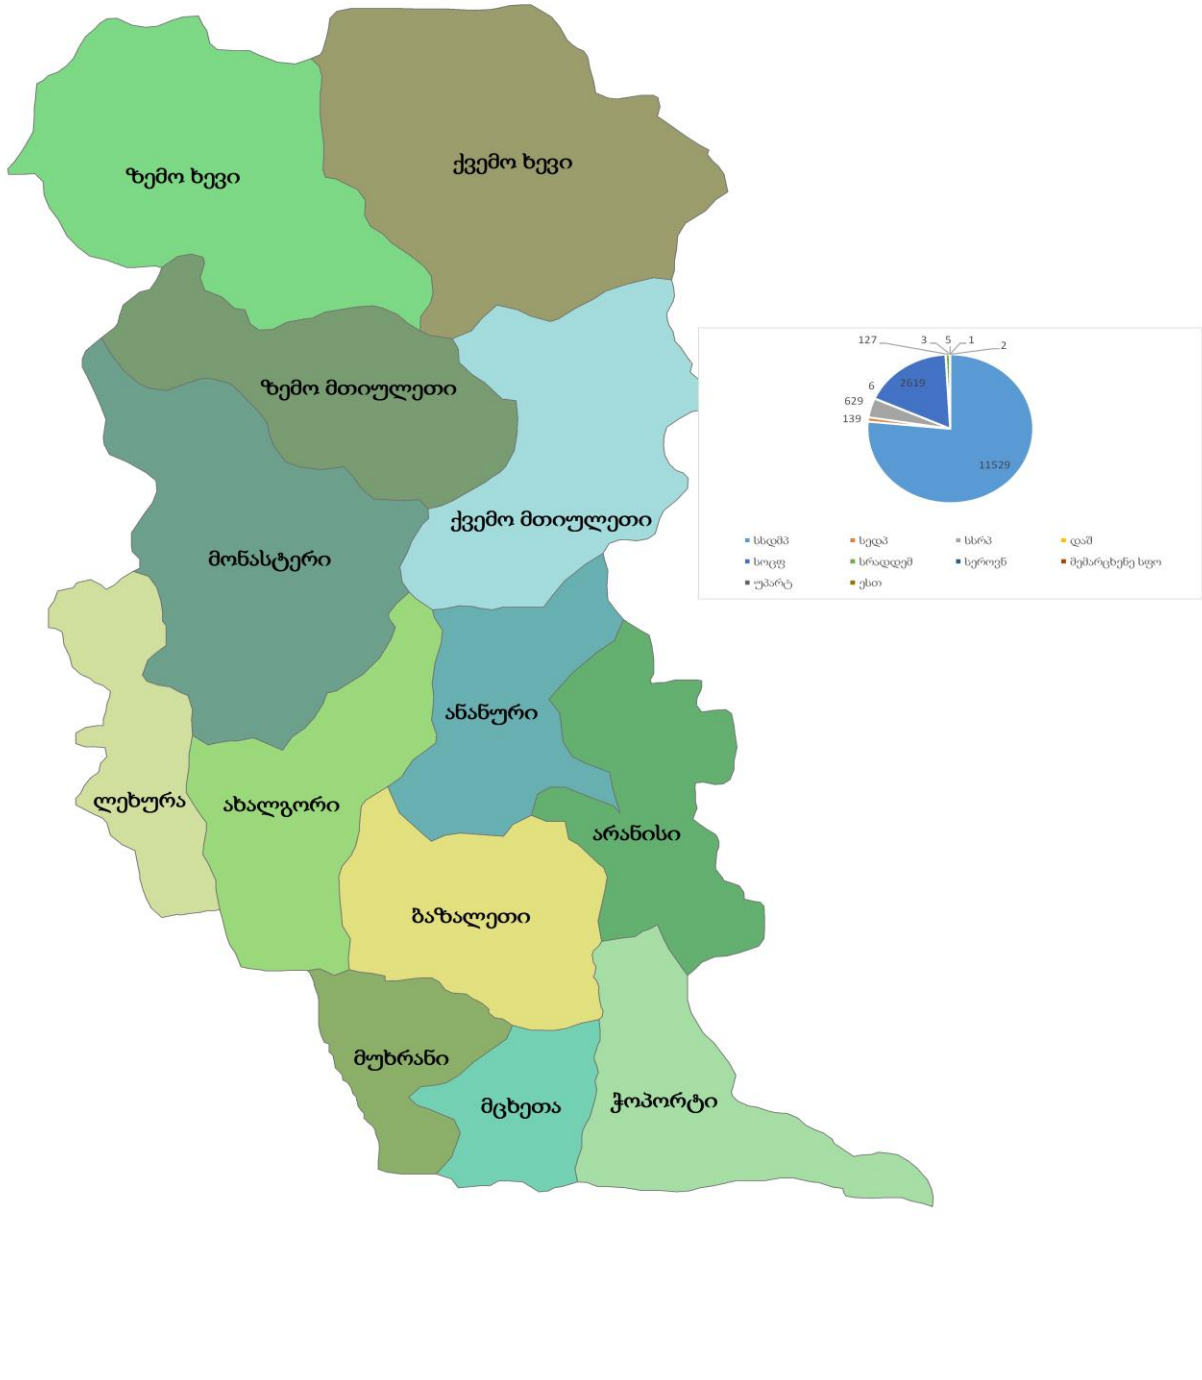 ზემო ხევი
ქვემო ხევი
ზემო მთიულეთი
ქვემო მთიულეთი
მონასტერი
ანანური
ლეხურა
ახალგორი
არანისი
ბაზალეთი
მუხრანი
მცხეთა
ჭოპორტი
127 3 5 1 2
6 2619
629
139
11529
სსდმპ სედპ სსრპ დაშ
სოცფ სრადდემ სეროვნ მემარცხენე სფო
უპარტ ესთ